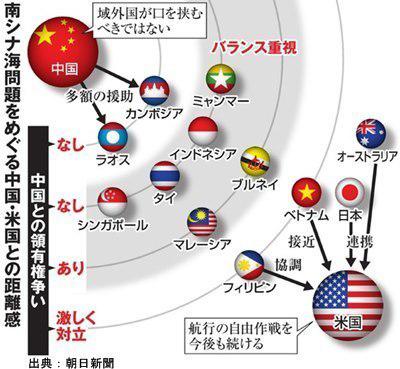 南シナ海問題をめぐる中国・米国との距離感
域外国が口を挟む
べきではない
中国
多額の援助
カンボジア
ラオス
バランス重視
ミャンマー
インドネシア
ブルネイ
タイ
シンガポール
マレーシア
オーストラリア
ベトナム
日本
接近
連携
フィリピン
協調
米国
航行の自由作戦を
今後も続ける
中国との領有権争い
なし
なし
あり
激しく
対立
出典：朝日新聞